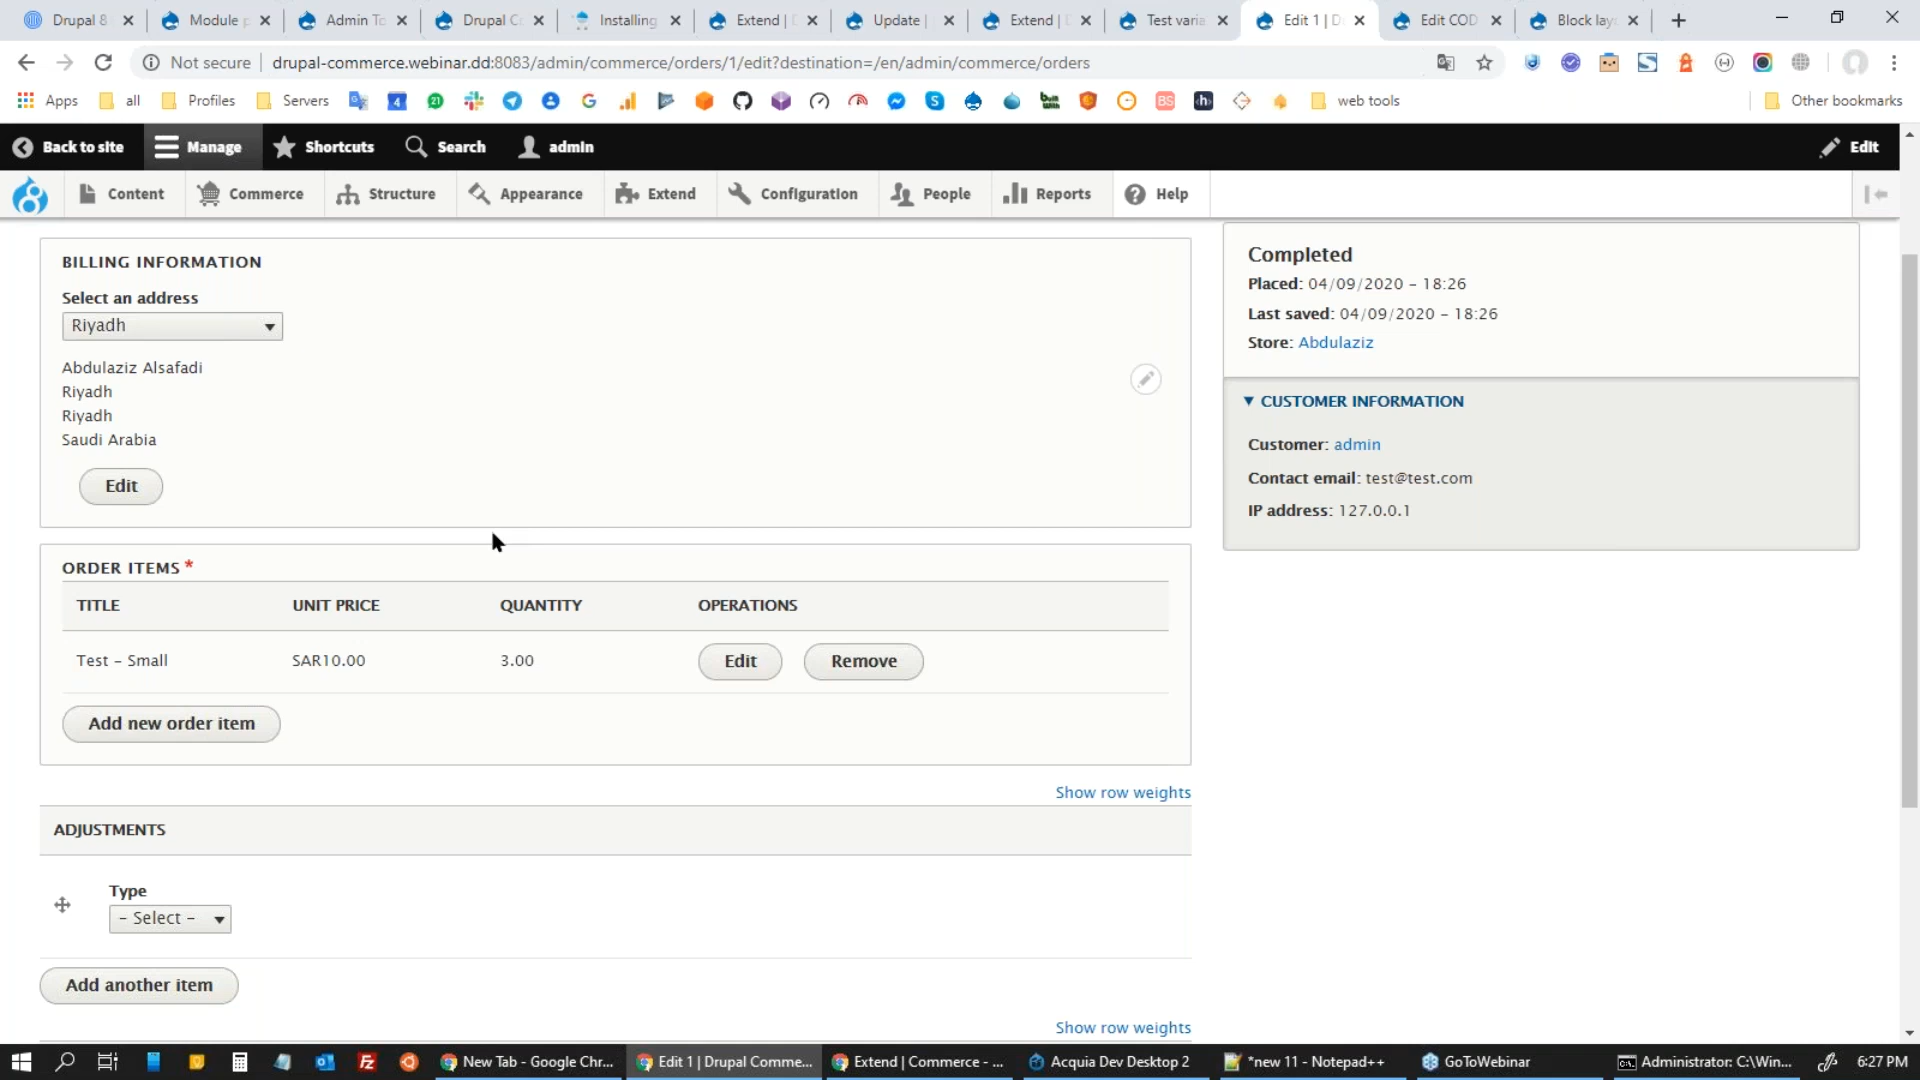 Drupal 8
Module p
Admin To
Drupal C
Installing
Extend | D
Update |
Extend | D
Test varia
Edit 1 | D
Edit COD
Block lay
Not secure
drupal-commerce.webinar.dd:8083/admin/commerce/orders/1/edit?destination=/en/admin/commerce/orders
Apps
all
Profiles
Servers
web tools
Other bookmarks
Back to site
Manage
Shortcuts
Search
admin
Edit
Content
Commerce
Structure
Appearance
Extend
Configuration
People
Reports
Help
BILLING INFORMATION
Select an address
Riyadh
Abdulaziz Alsafadi
Riyadh
Riyadh
Saudi Arabia
Edit
Completed
Placed: 04/09/2020 - 18:26
Last saved: 04/09/2020 - 18:26
Store: Abdulaziz
CUSTOMER INFORMATION
Customer: admin
Contact email: test@test.com
IP address: 127.0.0.1
ORDER ITEMS *
TITLE UNIT PRICE QUANTITY OPERATIONS
Test - Small SAR10.00 3.00 Edit Remove
Add new order item
Show row weights
ADJUSTMENTS
Type
- Select -
Add another item
Show row weights
New Tab - Google Chr...
Edit 1 | Drupal Comme...
Extend | Commerce - ...
Acquia Dev Desktop 2
*new 11 - Notepad++
GoToWebinar
Administrator: C:\Win...
6:27 PM